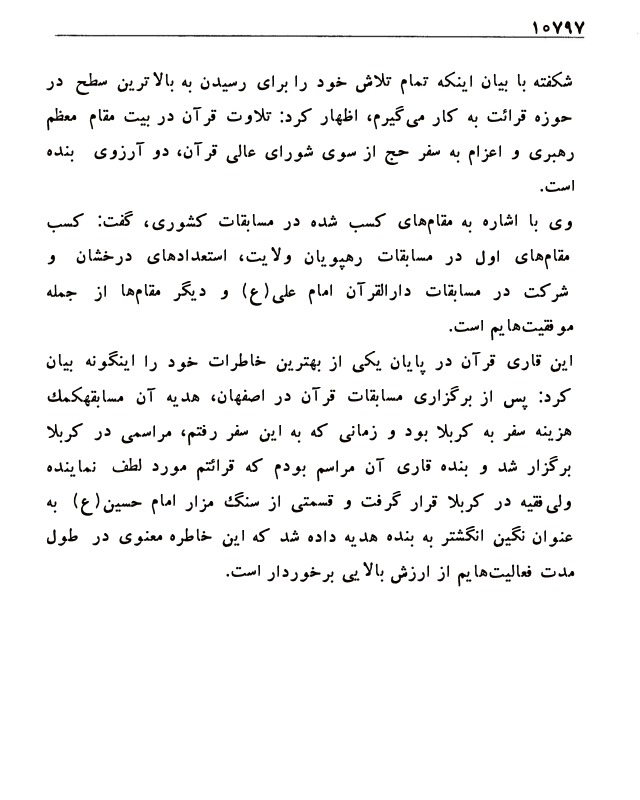 ۱۰۷۹۷
شکفته با بیان اینکه تمام تلاش خود را برای رسیدن به بالاترین سطح در
حوزه قرائت به کار می‌گیرم، اظهار کرد: تلاوت قرآن در بیت مقام معظم
رهبری و اعزام به سفر حج از سوی شورای عالی قرآن، دو آرزوی بنده
است.
وی با اشاره به مقام‌های کسب شده در مسابقات کشوری، گفت: کسب
مقام‌های اول در مسابقات رهپویان ولایت، استعدادهای درخشان و
شرکت در مسابقات دارالقرآن امام علی(ع) و دیگر مقام‌ها از جمله
موفقیت‌هایم است.
این قاری قرآن در پایان یکی از بهترین خاطرات خود را اینگونه بیان
کرد: پس از برگزاری مسابقات قرآن در اصفهان، هدیه آن مسابقهکمک
هزینه سفر به کربلا بود و زمانی که به این سفر رفتم، مراسمی در کربلا
برگزار شد و بنده قاری آن مراسم بودم که قرائتم مورد لطف نماینده
ولی‌فقیه در کربلا قرار گرفت و قسمتی از سنگ مزار امام حسین(ع) به
عنوان نگین انگشتر به بنده هدیه داده شد که این خاطره معنوی در طول
مدت فعالیت‌هایم از ارزش بالایی برخوردار است.